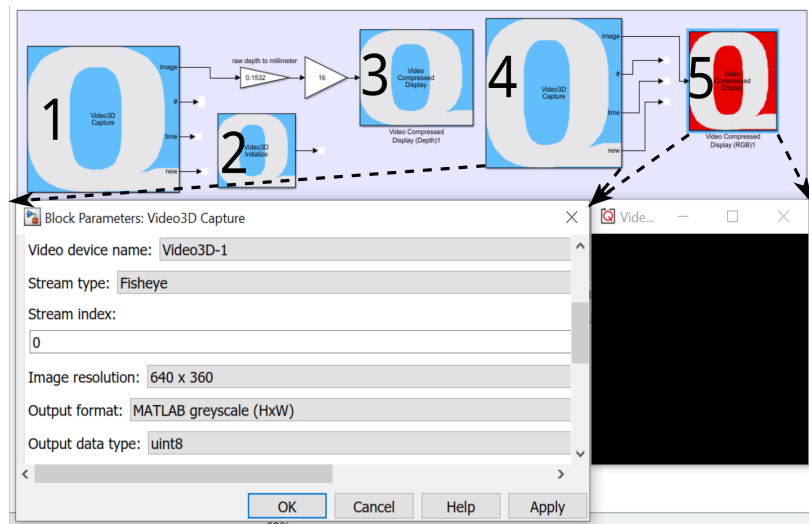 image
#
time
new
1
Video3D
Capture
raw depth to millimeter
0.1532
16
2
Video3D
Initialize
3
Video
Compressed
Display
Video Compressed
Display (Depth)1
4
Video3D
Capture
image
#
time
new
5
Video
Compressed
Display
Video Compressed
Display (RGB)1
Block Parameters: Video3D Capture
Video device name: Video3D-1
Stream type: Fisheye
Stream index:
0
Image resolution: 640 x 360
Output format: MATLAB greyscale (HxW)
Output data type: uint8
OK Cancel Help Apply
Vide...